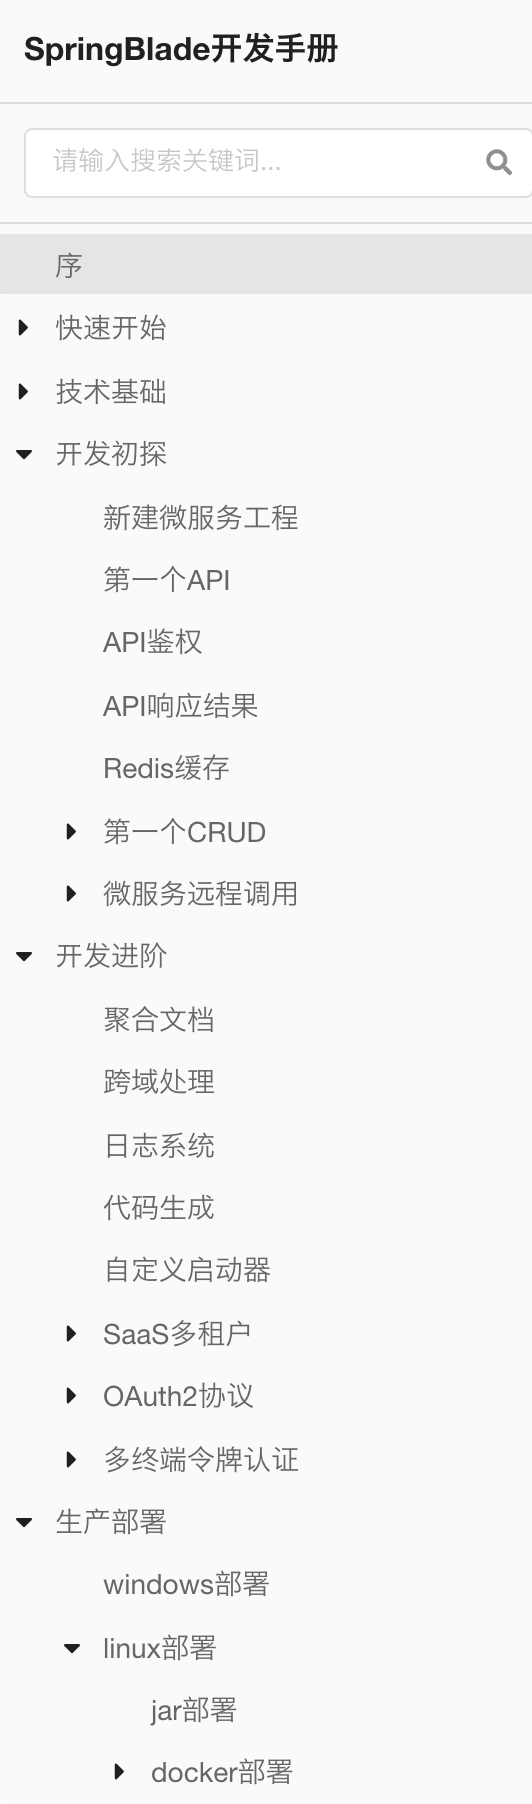 SpringBlade开发手册
请输入搜索关键词...
序
快速开始
技术基础
开发初探
新建微服务工程
第一个API
API鉴权
API响应结果
Redis缓存
第一个CRUD
微服务远程调用
开发进阶
聚合文档
跨域处理
日志系统
代码生成
自定义启动器
SaaS多租户
OAuth2协议
多终端令牌认证
生产部署
windows部署
linux部署
jar部署
docker部署